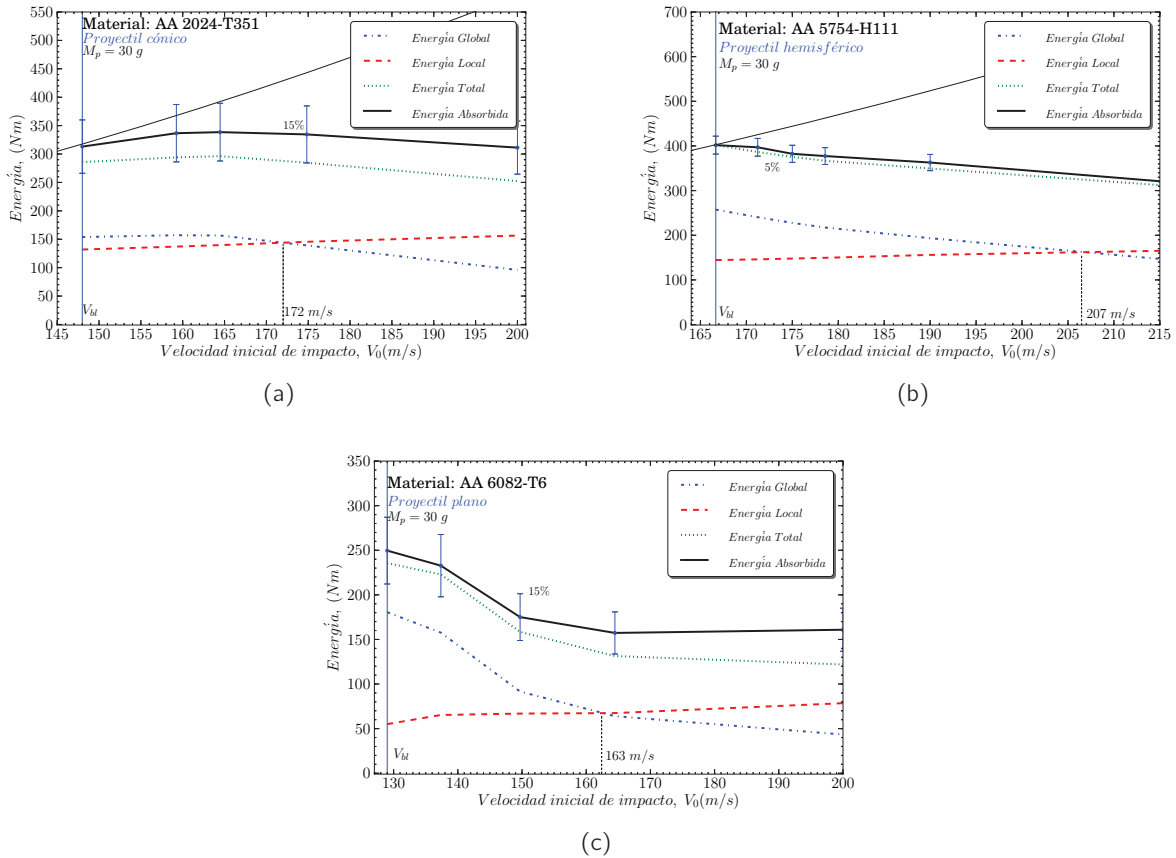 Material: AA 2024-T351
Proyectil cónico
M_p = 30 g
Energía Global
Energía Local
Energía Total
Energía Absorbida
15%
V_bl
172 m/s
550
500
450
400
350
300
250
200
150
100
50
0
Energía, (Nm)
145 155 160 165 170 175 180 185 190 195 200
Velocidad inicial de impacto, V_0(m/s)
(a)
Material: AA 5754-H111
Proyectil hemisférico
M_p = 30 g
Energía Global
Energía Local
Energía Total
Energía Absorbida
5%
V_bl
207 m/s
700
600
500
400
300
200
100
0
Energía, (Nm)
165 170 175 180 185 190 195 200 205 210 215
Velocidad inicial de impacto, V_0(m/s)
(b)
Material: AA 6082-T6
Proyectil plano
M_p = 30 g
Energía Global
Energía Local
Energía Total
Energía Absorbida
15%
V_bl
163 m/s
350
300
250
200
150
100
50
0
Energía, (Nm)
130 140 150 160 170 180 190 200
Velocidad inicial de impacto, V_0(m/s)
(c)